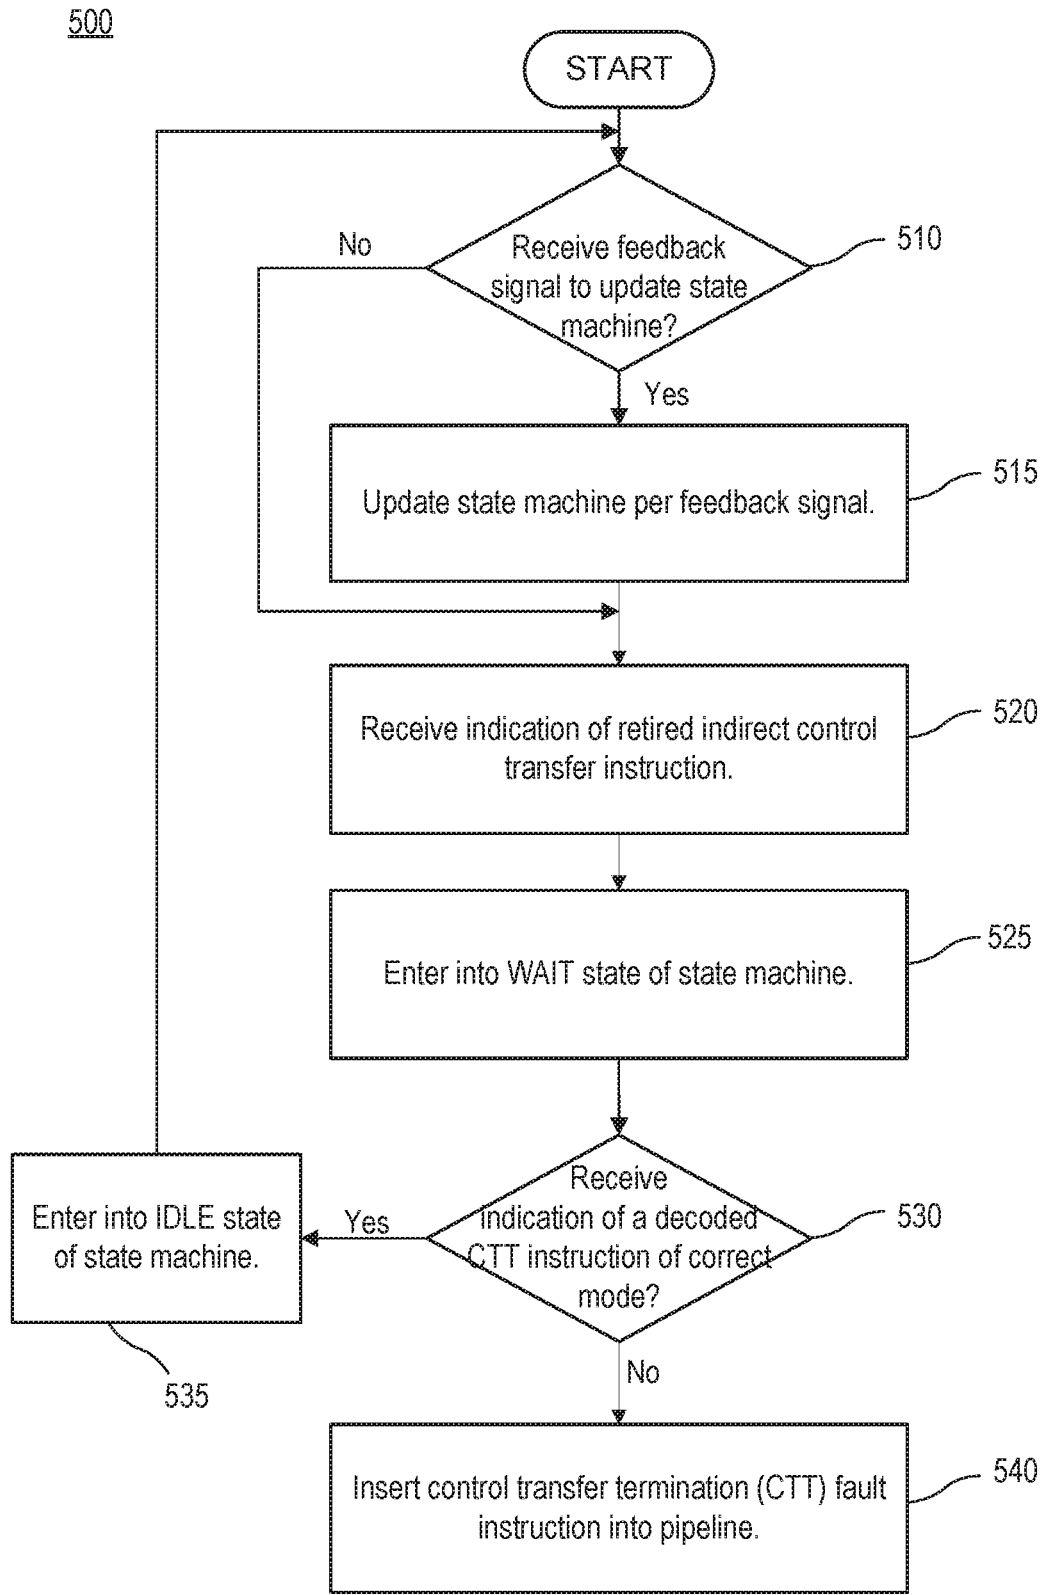 500
START
No
Receive feedback
signal to update state
machine?
510
Yes
Update state machine per feedback signal.
515
Receive indication of retired indirect control
transfer instruction.
520
Enter into WAIT state of state machine.
525
Receive
indication of a decoded
CTT instruction of correct
mode?
530
Yes
Enter into IDLE state
of state machine.
535
No
Insert control transfer termination (CTT) fault
instruction into pipeline.
540